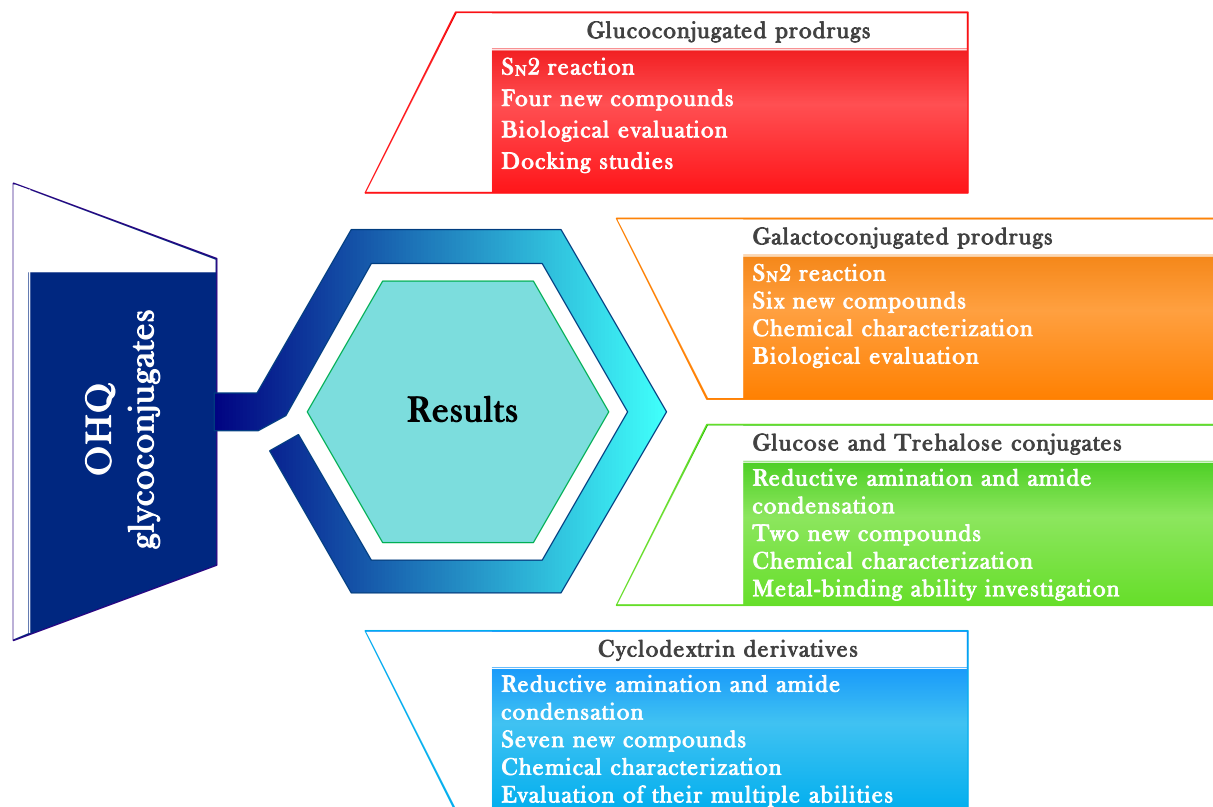 OHQ
glycoconjugates
Results
Glucoconjugated prodrugs
SN2 reaction
Four new compounds
Biological evaluation
Docking studies
Galactoconjugated prodrugs
SN2 reaction
Six new compounds
Chemical characterization
Biological evaluation
Glucose and Trehalose conjugates
Reductive amination and amide
condensation
Two new compounds
Chemical characterization
Metal-binding ability investigation
Cyclodextrin derivatives
Reductive amination and amide
condensation
Seven new compounds
Chemical characterization
Evaluation of their multiple abilities